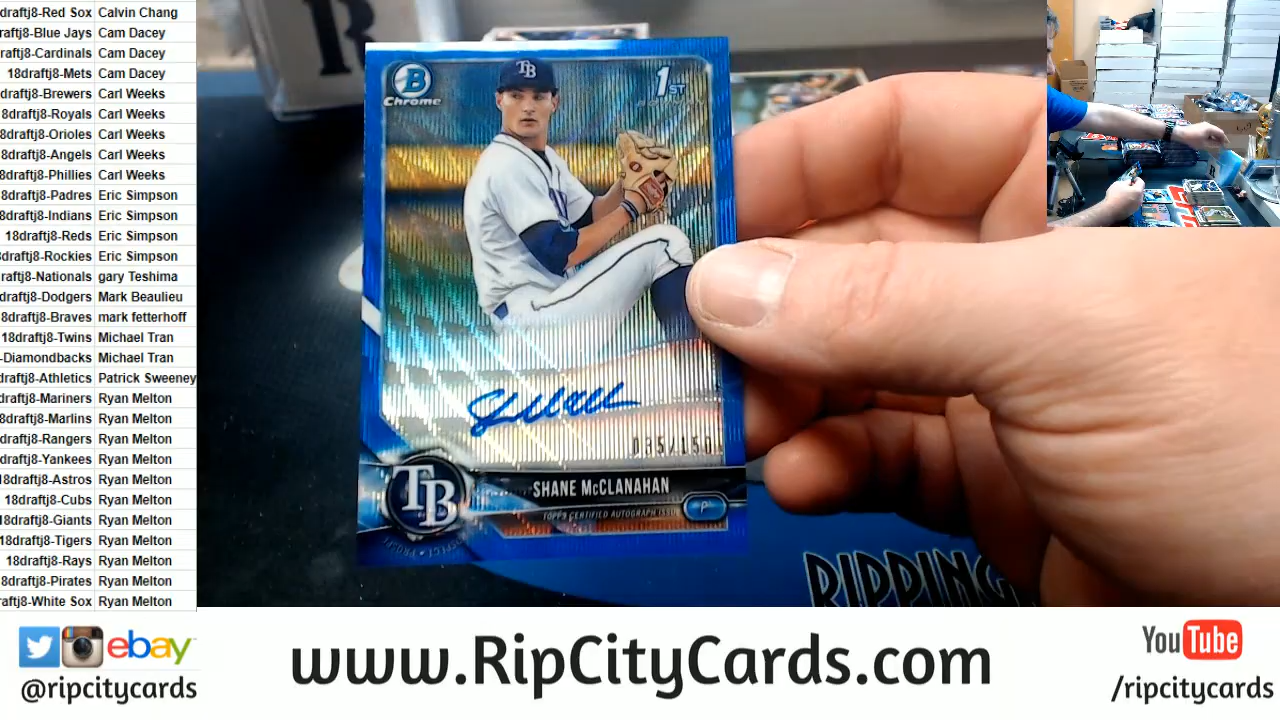 draftj8-Red Sox Calvin Chang
raftj8-Blue Jays Cam Dacey
raftj8-Cardinals Cam Dacey
18draftj8-Mets Cam Dacey
8draftj8-Brewers Carl Weeks
8draftj8-Royals Carl Weeks
8draftj8-Orioles Carl Weeks
8draftj8-Angels Carl Weeks
8draftj8-Phillies Carl Weeks
8draftj8-Padres Eric Simpson
8draftj8-Indians Eric Simpson
18draftj8-Reds Eric Simpson
8draftj8-Rockies Eric Simpson
raftj8-Nationals gary Teshima
draftj8-Dodgers Mark Beaulieu
8draftj8-Braves mark fetterhoff
18draftj8-Twins Michael Tran
-Diamondbacks Michael Tran
draftj8-Athletics Patrick Sweeney
draftj8-Mariners Ryan Melton
-draftj8-Marlins Ryan Melton
draftj8-Rangers Ryan Melton
draftj8-Yankees Ryan Melton
8draftj8-Astros Ryan Melton
18draftj8-Cubs Ryan Melton
8draftj8-Giants Ryan Melton
18draftj8-Tigers Ryan Melton
18draftj8-Rays Ryan Melton
8draftj8-Pirates Ryan Melton
raftj8-White Sox Ryan Melton
B
Chrome
1ST
TB
035/150
TB
SHANE McCLANAHAN
TOPPS CERTIFIED AUTOGRAPH ISSUE
P
RIPPING
ebay
@ripcitycards
www.RipCityCards.com
YouTube
/ripcitycards